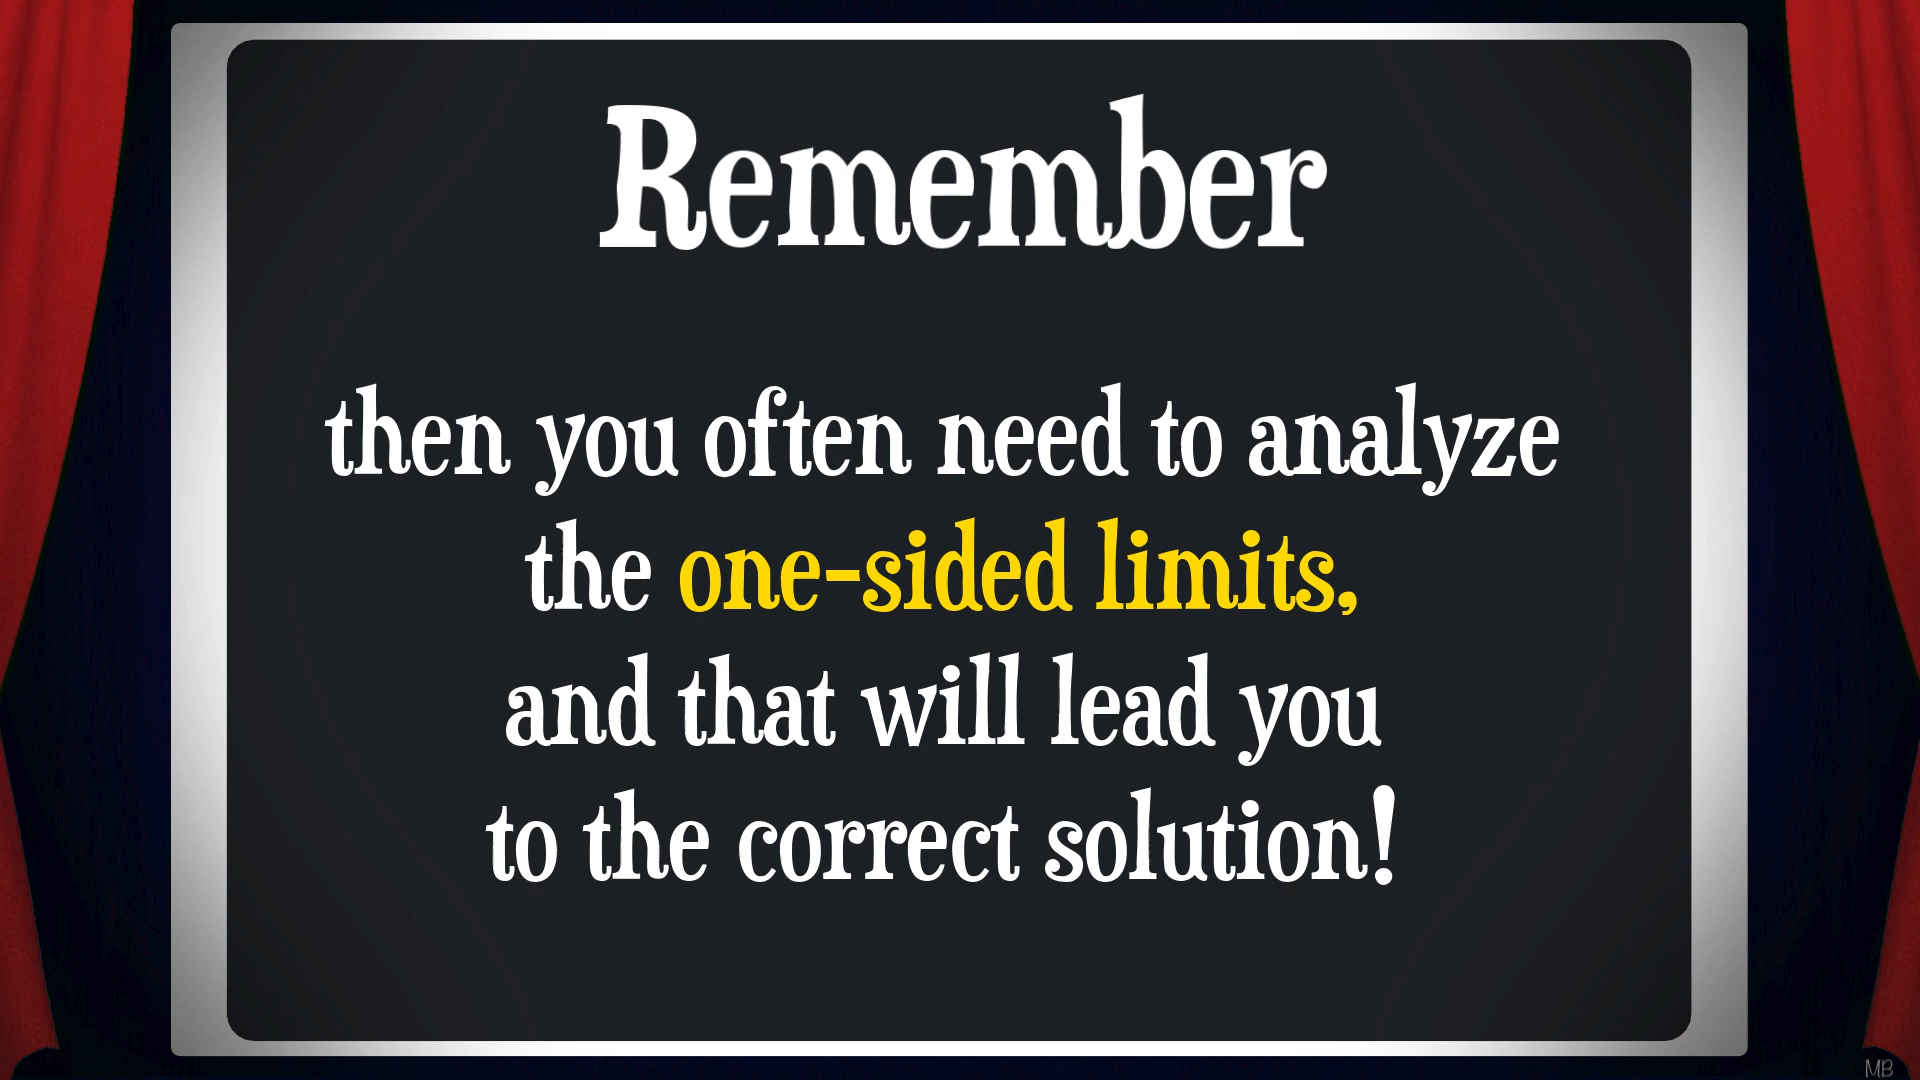 Remember
then you often need to analyze
the one-sided limits,
and that will lead you
to the correct solution!
MB